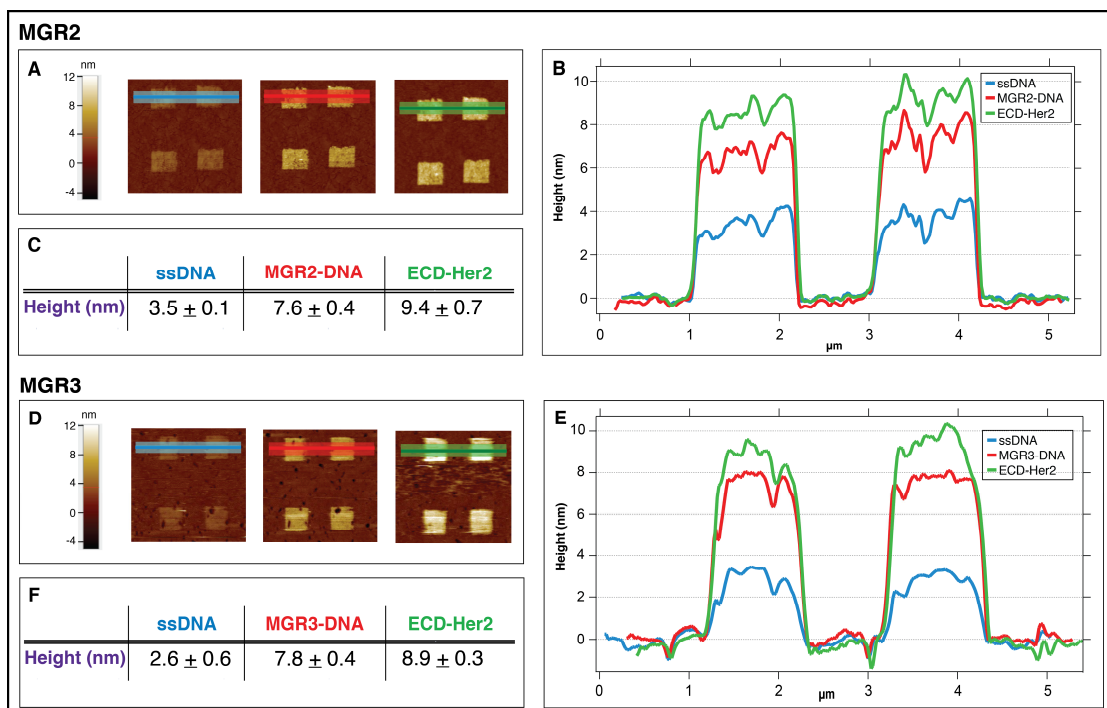 MGR2
A
nm
12
8
4
0
-4
B
10
8
6
4
2
0
Height (nm)
0 1 2 3 4 5
µm
ssDNA
MGR2-DNA
ECD-Her2
C
ssDNA MGR2-DNA ECD-Her2
Height (nm) 3.5 ± 0.1 7.6 ± 0.4 9.4 ± 0.7
MGR3
D
nm
12
8
4
0
-4
E
10
8
6
4
2
0
Height (nm)
0 1 2 3 4 5
µm
ssDNA
MGR3-DNA
ECD-Her2
F
ssDNA MGR3-DNA ECD-Her2
Height (nm) 2.6 ± 0.6 7.8 ± 0.4 8.9 ± 0.3